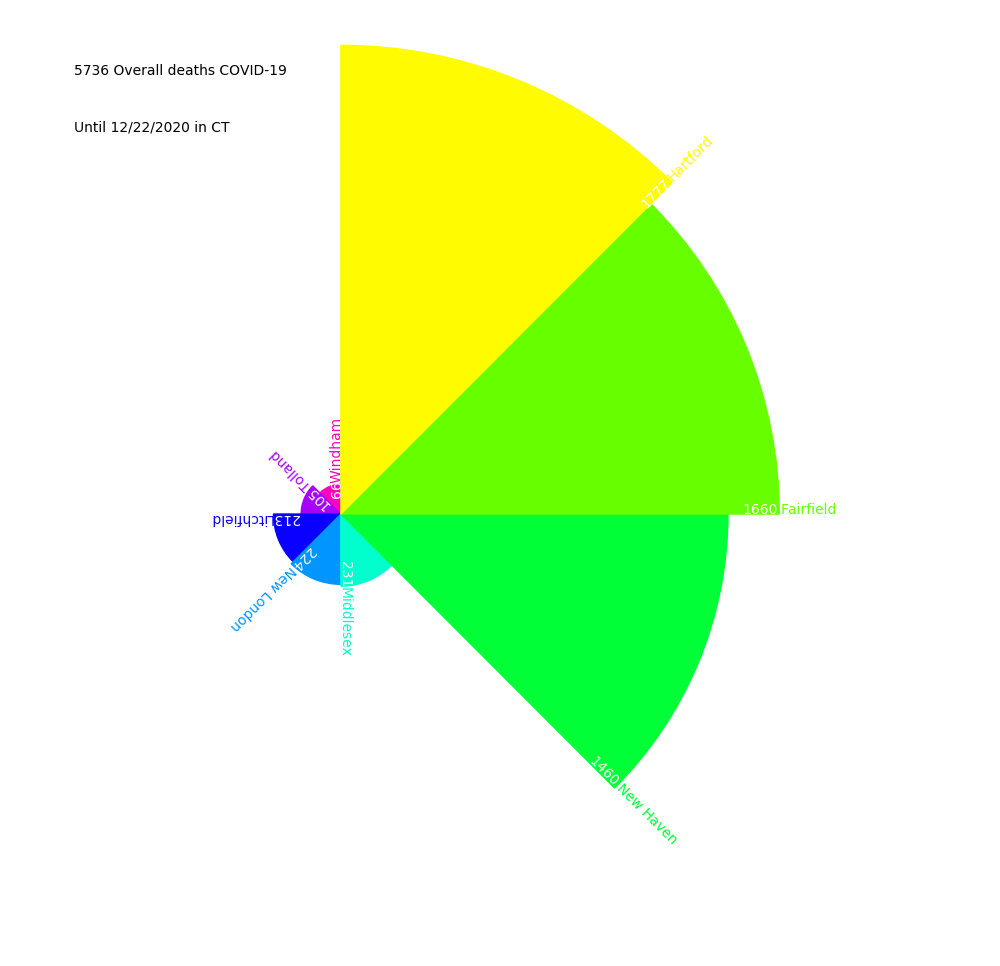 5736 Overall deaths COVID-19
Until 12/22/2020 in CT
1777 Hartford
1660 Fairfield
1460 New Haven
231 Middlesex
224 New London
213 Litchfield
105 Tolland
66 Windham